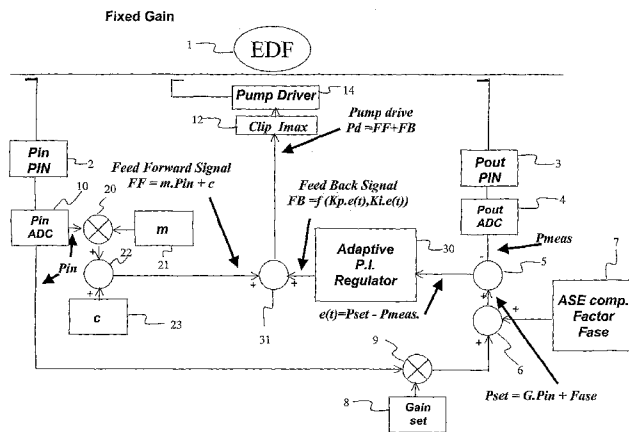 Fixed Gain
1
EDF
Pump Driver
14
12
Clip Imax
Pump drive
Pd =FF+FB
Pin
PIN
2
10
20
Pin
ADC
Feed Forward Signal
FF = m.Pin + c
Feed Back Signal
FB =f (Kp.e(t),Ki.e(t))
Pout
PIN
3
Pout
ADC
4
Pmeas
m
21
22
+
+
Pin
c
23
+
+
31
Adaptive
P.I.
Regulator
30
e(t)=Pset - Pmeas.
-
+
5
7
ASE comp.
Factor
Fase
+
+
6
9
8
Gain
set
Pset = G.Pin + Fase